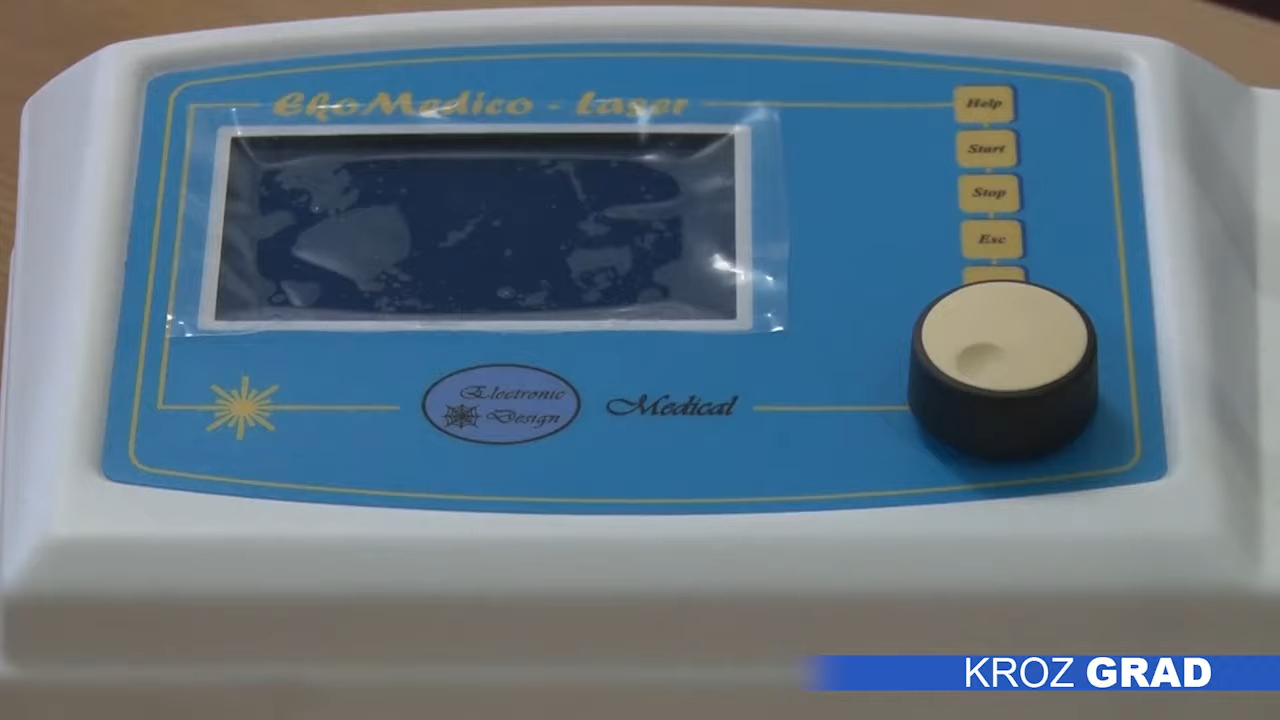 EkoMedico - Laser
Help
Start
Stop
Esc
Electronic
Design
Medical
KROZ GRAD